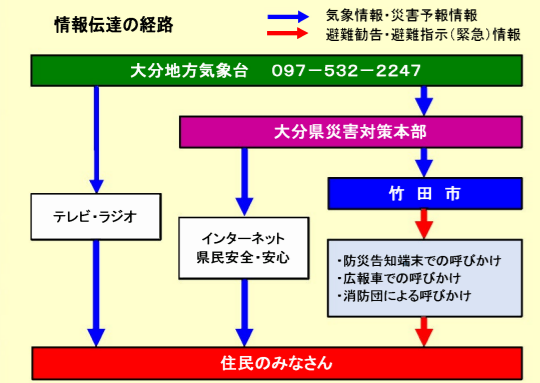 情報伝達の経路
気象情報・災害予報情報
避難勧告・避難指示(緊急)情報
大分地方気象台 097-532-2247
大分県災害対策本部
竹田市
テレビ・ラジオ
インターネット
県民安全・安心
・防災告知端末での呼びかけ
・広報車での呼びかけ
・消防団による呼びかけ
住民のみなさん